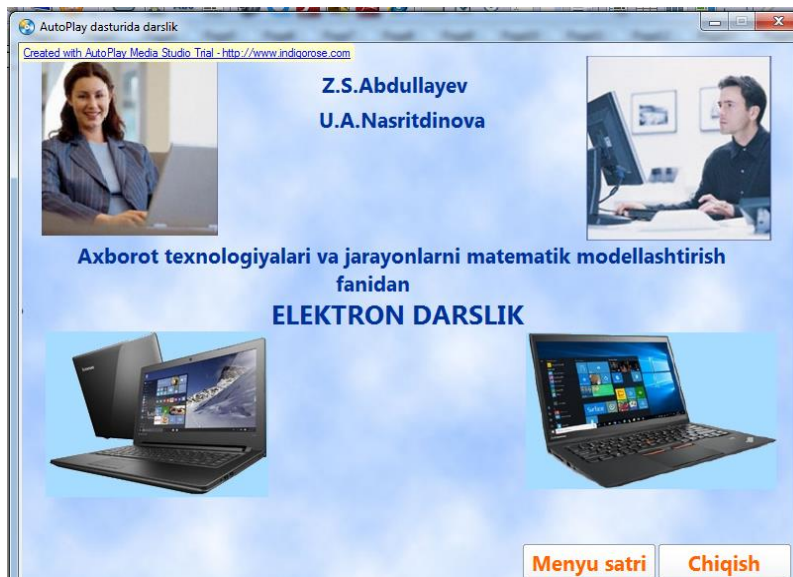 AutoPlay dasturida darslik
Created with AutoPlay Media Studio Trial - http://www.indigorose.com
Z.S.Abdullayev
U.A.Nasritdinova
Axborot texnologiyalari va jarayonlarni matematik modellashtirish
fanidan
ELEKTRON DARSLIK
Menyu satri
Chiqish